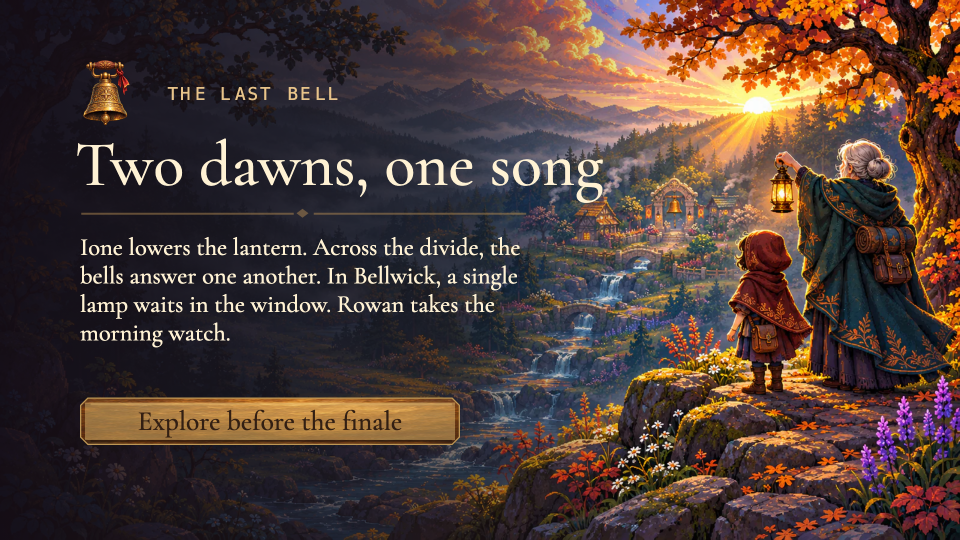 THE LAST BELL
Two dawns, one song
Ione lowers the lantern. Across the divide, the
bells answer one another. In Bellwick, a single
lamp waits in the window. Rowan takes the
morning watch.
Explore before the finale